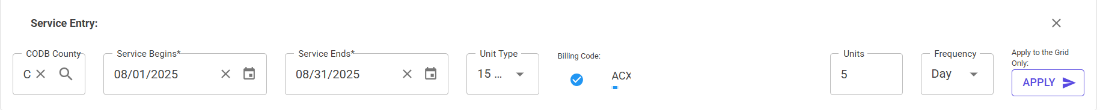 Service Entry:
CODB County
C
Service Begins*
08/01/2025
Service Ends*
08/31/2025
Unit Type
15 ...
Billing Code:
ACX
Units
5
Frequency
Day
Apply to the Grid
Only:
APPLY